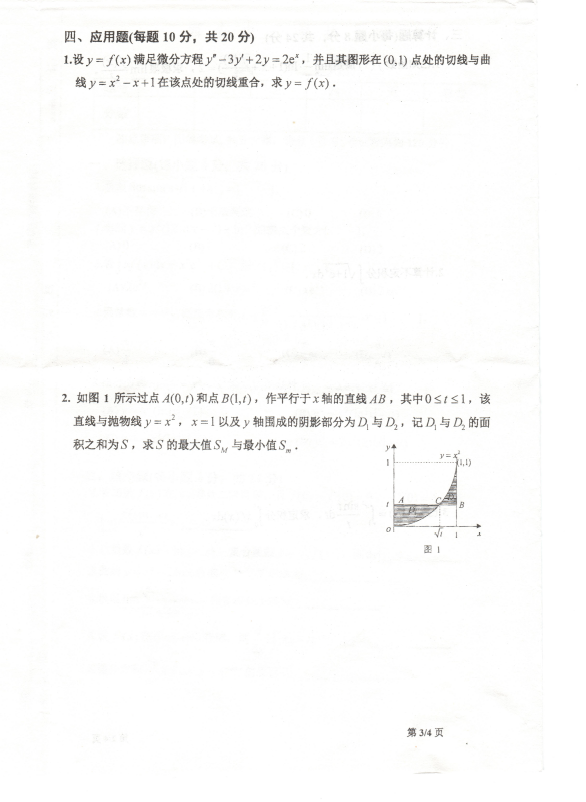 四、应用题(每题 10 分，共 20 分)
1.设 y = f(x) 满足微分方程 y″-3y′+2y=2eˣ，并且其图形在 (0,1) 点处的切线与曲
线 y = x² - x +1 在该点处的切线重合，求 y = f(x)．
2. 如图 1 所示过点 A(0,t) 和点 B(1,t)，作平行于 x 轴的直线 AB，其中 0≤t≤1，该
直线与抛物线 y = x²，x=1 以及 y 轴围成的阴影部分为 D₁ 与 D₂，记 D₁ 与 D₂ 的面
积之和为 S，求 S 的最大值 S_M 与最小值 S_m．
y
1
y = x²
(1,1)
t
A
C
B
D₁
o
√t
1
x
图 1
第 3/4 页